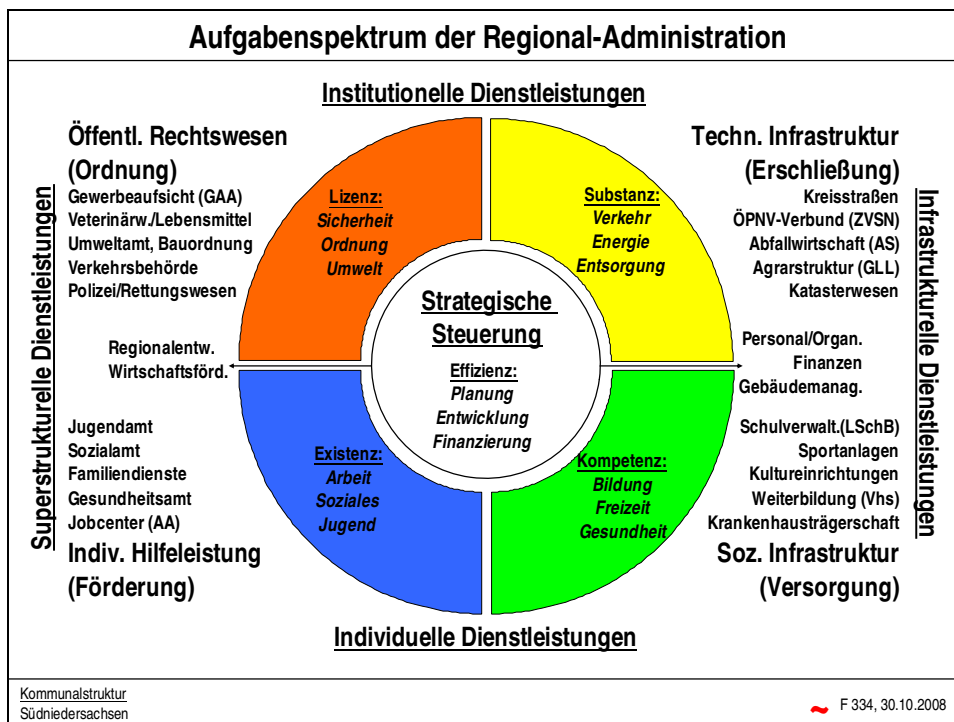 Aufgabenspektrum der Regional-Administration
Institutionelle Dienstleistungen
Öffentl. Rechtswesen
(Ordnung)
Gewerbeaufsicht (GAA)
Veterinärw./Lebensmittel
Umweltamt, Bauordnung
Verkehrsbehörde
Polizei/Rettungswesen
Superstrukturelle Dienstleistungen
Regionalentw.
Wirtschaftsförd.
Jugendamt
Sozialamt
Familiendienste
Gesundheitsamt
Jobcenter (AA)
Indiv. Hilfeleistung
(Förderung)
Lizenz:
Sicherheit
Ordnung
Umwelt
Substanz:
Verkehr
Energie
Entsorgung
Strategische
Steuerung
Effizienz:
Planung
Entwicklung
Finanzierung
Existenz:
Arbeit
Soziales
Jugend
Kompetenz:
Bildung
Freizeit
Gesundheit
Techn. Infrastruktur
(Erschließung)
Kreisstraßen
ÖPNV-Verbund (ZVSN)
Abfallwirtschaft (AS)
Agrarstruktur (GLL)
Katasterwesen
Infrastrukturelle Dienstleistungen
Personal/Organ.
Finanzen
Gebäudemanag.
Schulverwalt.(LSchB)
Sportanlagen
Kultureinrichtungen
Weiterbildung (Vhs)
Krankenhausträgerschaft
Soz. Infrastruktur
(Versorgung)
Individuelle Dienstleistungen
Kommunalstruktur
Südniedersachsen
~ F 334, 30.10.2008